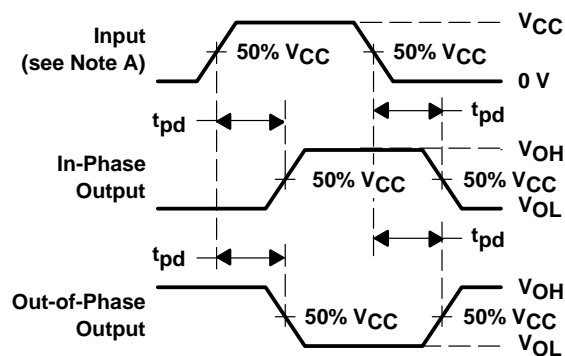 Input
(see Note A)
50% VCC
50% VCC
VCC
0 V
tpd
tpd
In-Phase
Output
50% VCC
VOH
50% VCC
VOL
tpd
tpd
Out-of-Phase
Output
50% VCC
VOH
50% VCC
VOL